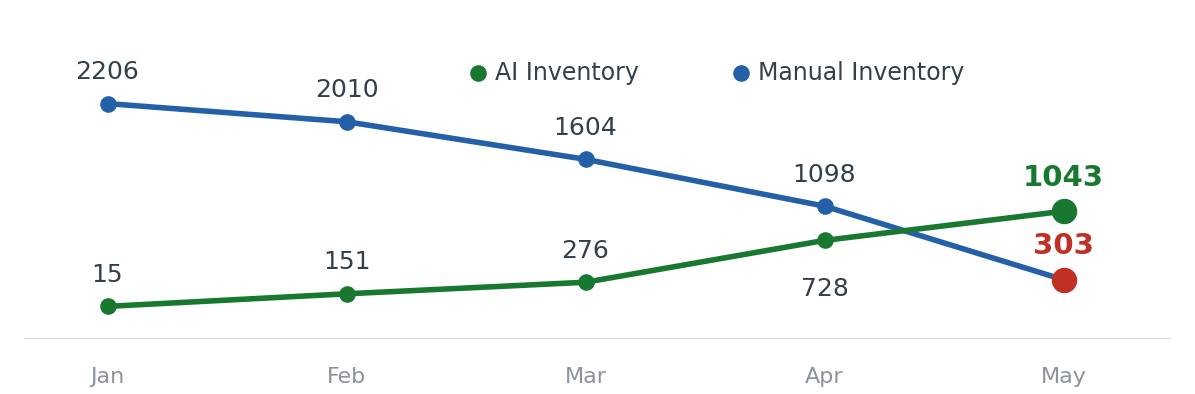 2206
2010
AI Inventory
Manual Inventory
1604
1098
1043
15
151
276
728
303
Jan
Feb
Mar
Apr
May